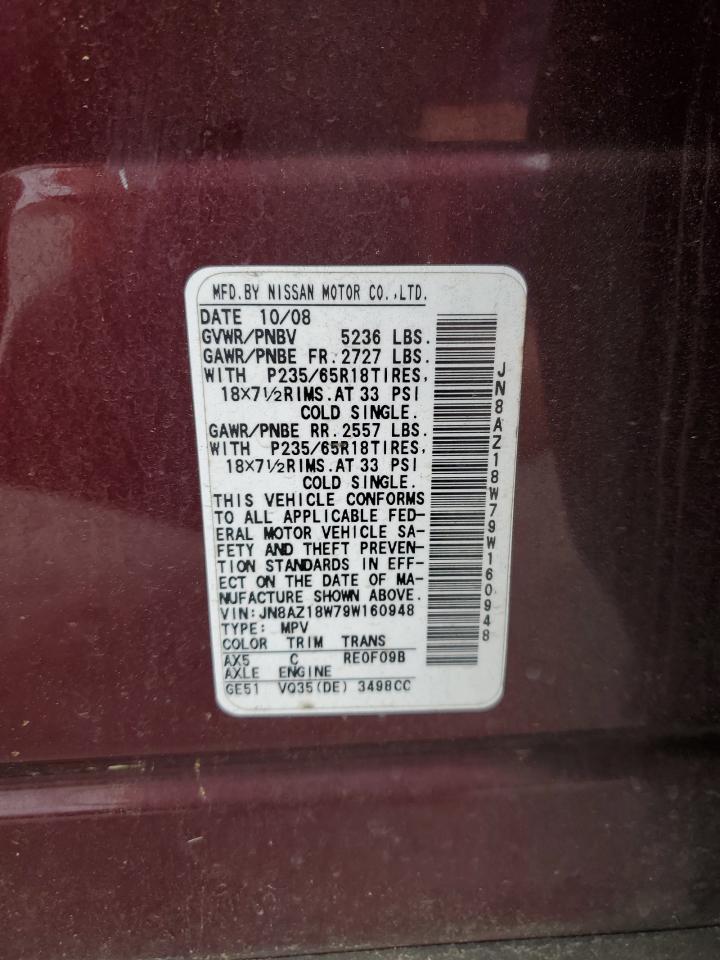 MFD.BY NISSAN MOTOR CO.,LTD.
DATE 10/08
GVWR/PNBV 5236 LBS.
GAWR/PNBE FR.2727 LBS.
WITH P235/65R18TIRES,
18×7½RIMS.AT 33 PSI
COLD SINGLE.
GAWR/PNBE RR.2557 LBS.
WITH P235/65R18TIRES,
18×7½RIMS.AT 33 PSI
COLD SINGLE.
THIS VEHICLE CONFORMS
TO ALL APPLICABLE FED-
ERAL MOTOR VEHICLE SA-
FETY AND THEFT PREVEN-
TION STANDARDS IN EFF-
ECT ON THE DATE OF MA-
NUFACTURE SHOWN ABOVE.
VIN: JN8AZ18W79W160948
TYPE: MPV
COLOR TRIM TRANS
AX5 C RE0F09B
AXLE ENGINE
GE51 VQ35(DE) 3498CC
JN8AZ18W79W160948